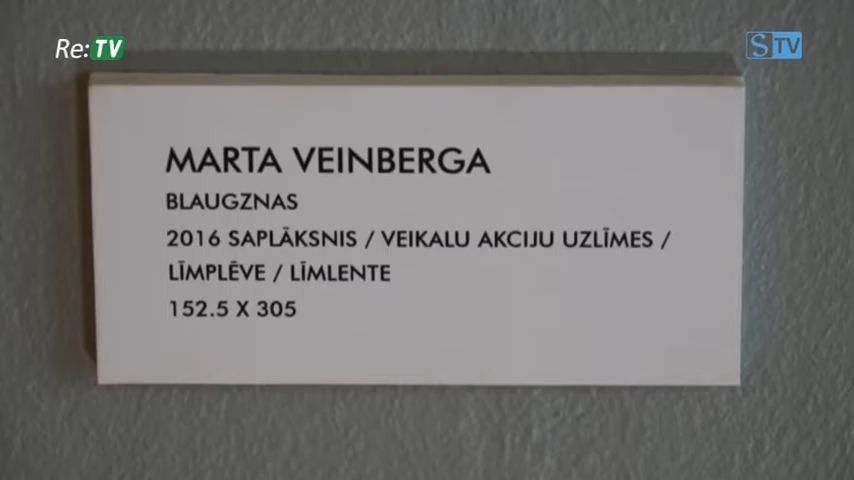 Re:TV
STV
MARTA VEINBERGA
BLAUGZNAS
2016 SAPLĀKSNIS / VEIKALU AKCIJU UZLĪMES /
LĪMPLĒVE / LĪMLENTE
152.5 X 305